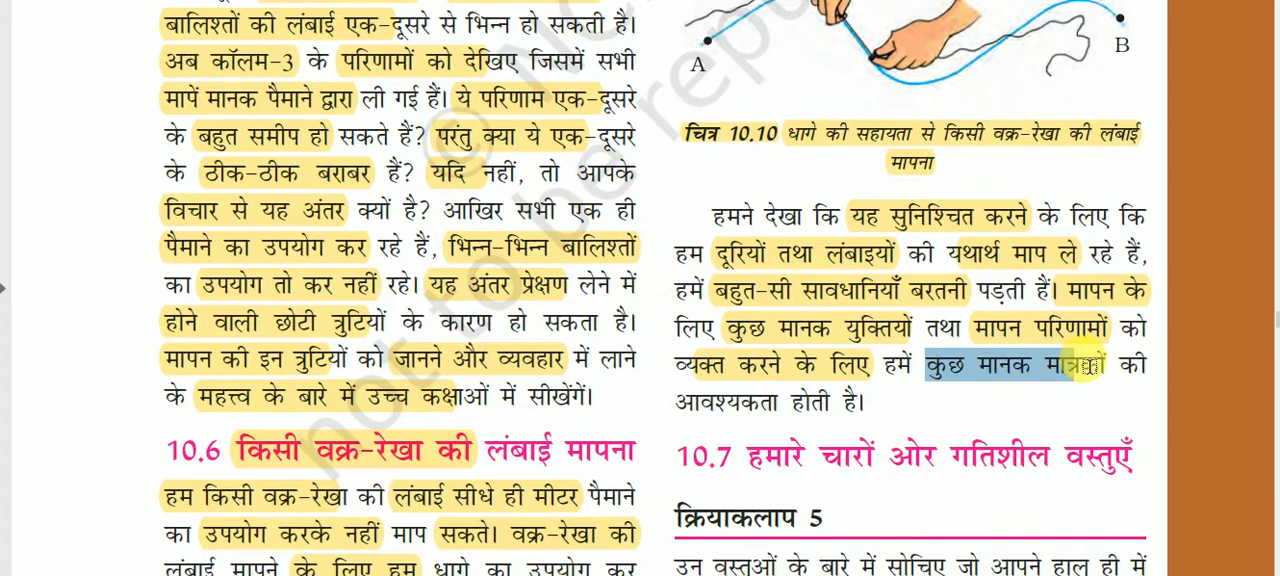 बालिश्तों की लंबाई एक-दूसरे से भिन्न हो सकती है।
अब कॉलम-3 के परिणामों को देखिए जिसमें सभी
मापें मानक पैमाने द्वारा ली गई हैं। ये परिणाम एक-दूसरे
के बहुत समीप हो सकते हैं? परंतु क्या ये एक-दूसरे
के ठीक-ठीक बराबर हैं? यदि नहीं, तो आपके
विचार से यह अंतर क्यों है? आखिर सभी एक ही
पैमाने का उपयोग कर रहे हैं, भिन्न-भिन्न बालिश्तों
का उपयोग तो कर नहीं रहे। यह अंतर प्रेक्षण लेने में
होने वाली छोटी त्रुटियों के कारण हो सकता है।
मापन की इन त्रुटियों को जानने और व्यवहार में लाने
के महत्त्व के बारे में उच्च कक्षाओं में सीखेंगें।
10.6 किसी वक्र-रेखा की लंबाई मापना
हम किसी वक्र-रेखा की लंबाई सीधे ही मीटर पैमाने
का उपयोग करके नहीं माप सकते। वक्र-रेखा की
लंबाई मापने के लिए हम धागे का उपयोग कर
A
B
चित्र 10.10 धागे की सहायता से किसी वक्र-रेखा की लंबाई
मापना
हमने देखा कि यह सुनिश्चित करने के लिए कि
हम दूरियों तथा लंबाइयों की यथार्थ माप ले रहे हैं,
हमें बहुत-सी सावधानियाँ बरतनी पड़ती हैं। मापन के
लिए कुछ मानक युक्तियों तथा मापन परिणामों को
व्यक्त करने के लिए हमें कुछ मानक मात्रकों की
आवश्यकता होती है।
10.7 हमारे चारों ओर गतिशील वस्तुएँ
क्रियाकलाप 5
उन वस्तुओं के बारे में सोचिए जो आपने हाल ही में
not to be repu